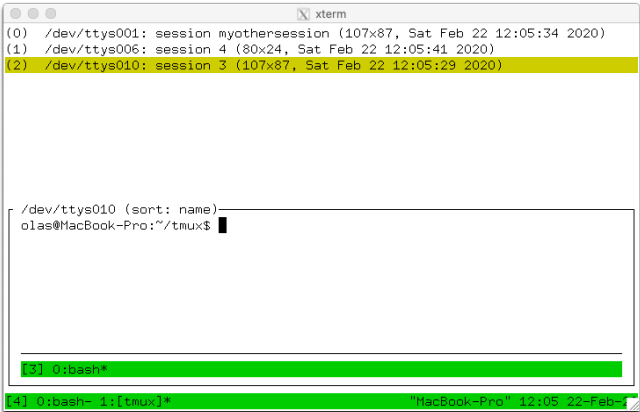 xterm
(0)  /dev/ttys001: session myothersession (107x87, Sat Feb 22 12:05:34 2020)
(1)  /dev/ttys006: session 4 (80x24, Sat Feb 22 12:05:41 2020)
(2)  /dev/ttys010: session 3 (107x87, Sat Feb 22 12:05:29 2020)
/dev/ttys010 (sort: name)
olas@MacBook-Pro:~/tmux$
[3] 0:bash*
[4] 0:bash- 1:[tmux]* "MacBook-Pro" 12:05 22-Feb-2